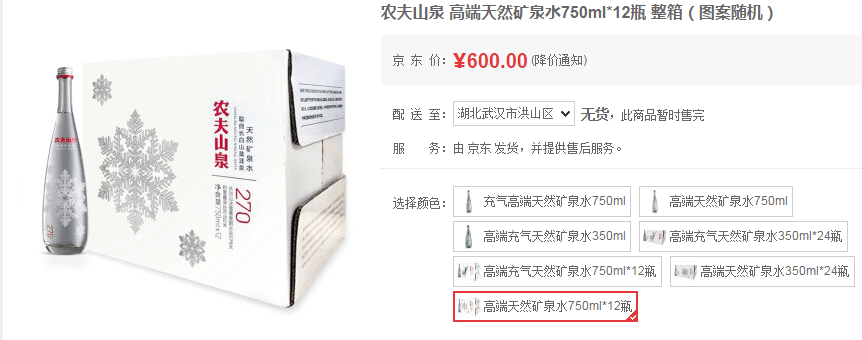 农夫山泉 高端天然矿泉水750ml*12瓶 整箱（图案随机）
京 东 价： ¥600.00 (降价通知)
配 送 至： 湖北武汉市洪山区 无货，此商品暂时售完
服 务：由 京东 发货，并提供售后服务。
选择颜色： 充气高端天然矿泉水750ml 高端天然矿泉水750ml
高端充气天然矿泉水350ml 高端充气天然矿泉水350ml*24瓶
高端充气天然矿泉水750ml*12瓶 高端天然矿泉水350ml*24瓶
高端天然矿泉水750ml*12瓶
农夫山泉
270
农夫山泉
天然矿泉水
取自长白山莫涯泉
270
净含量750ml×12